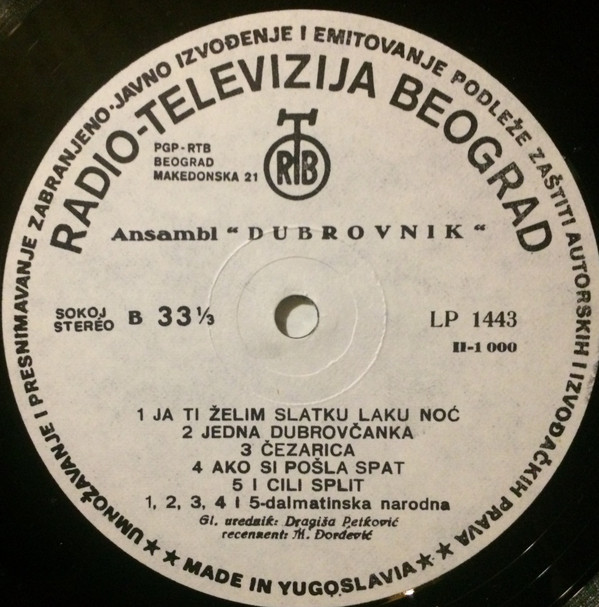 UMNOŽAVANJE I PRESNIMAVANJE ZABRANJENO·JAVNO IZVOĐENJE I EMITOVANJE PODLEŽE ZAŠTITI AUTORSKIH I IZVOĐAČKIH PRAVA
RADIO-TELEVIZIJA BEOGRAD
PGP-RTB
BEOGRAD
MAKEDONSKA 21
RTB
Ansambl “DUBROVNIK“
SOKOJ
STEREO
B 33⅓
LP 1443
II-1 000
1 JA TI ŽELIM SLATKU LAKU NOĆ
2 JEDNA DUBROVČANKA
3 ČEZARICA
4 AKO SI POŠLA SPAT
5 I CILI SPLIT
1, 2, 3, 4 I 5-dalmatinska narodna
Gl. urednik: Dragiša Petković
recenzent: M. Đorđević
★★ MADE IN YUGOSLAVIA ★★